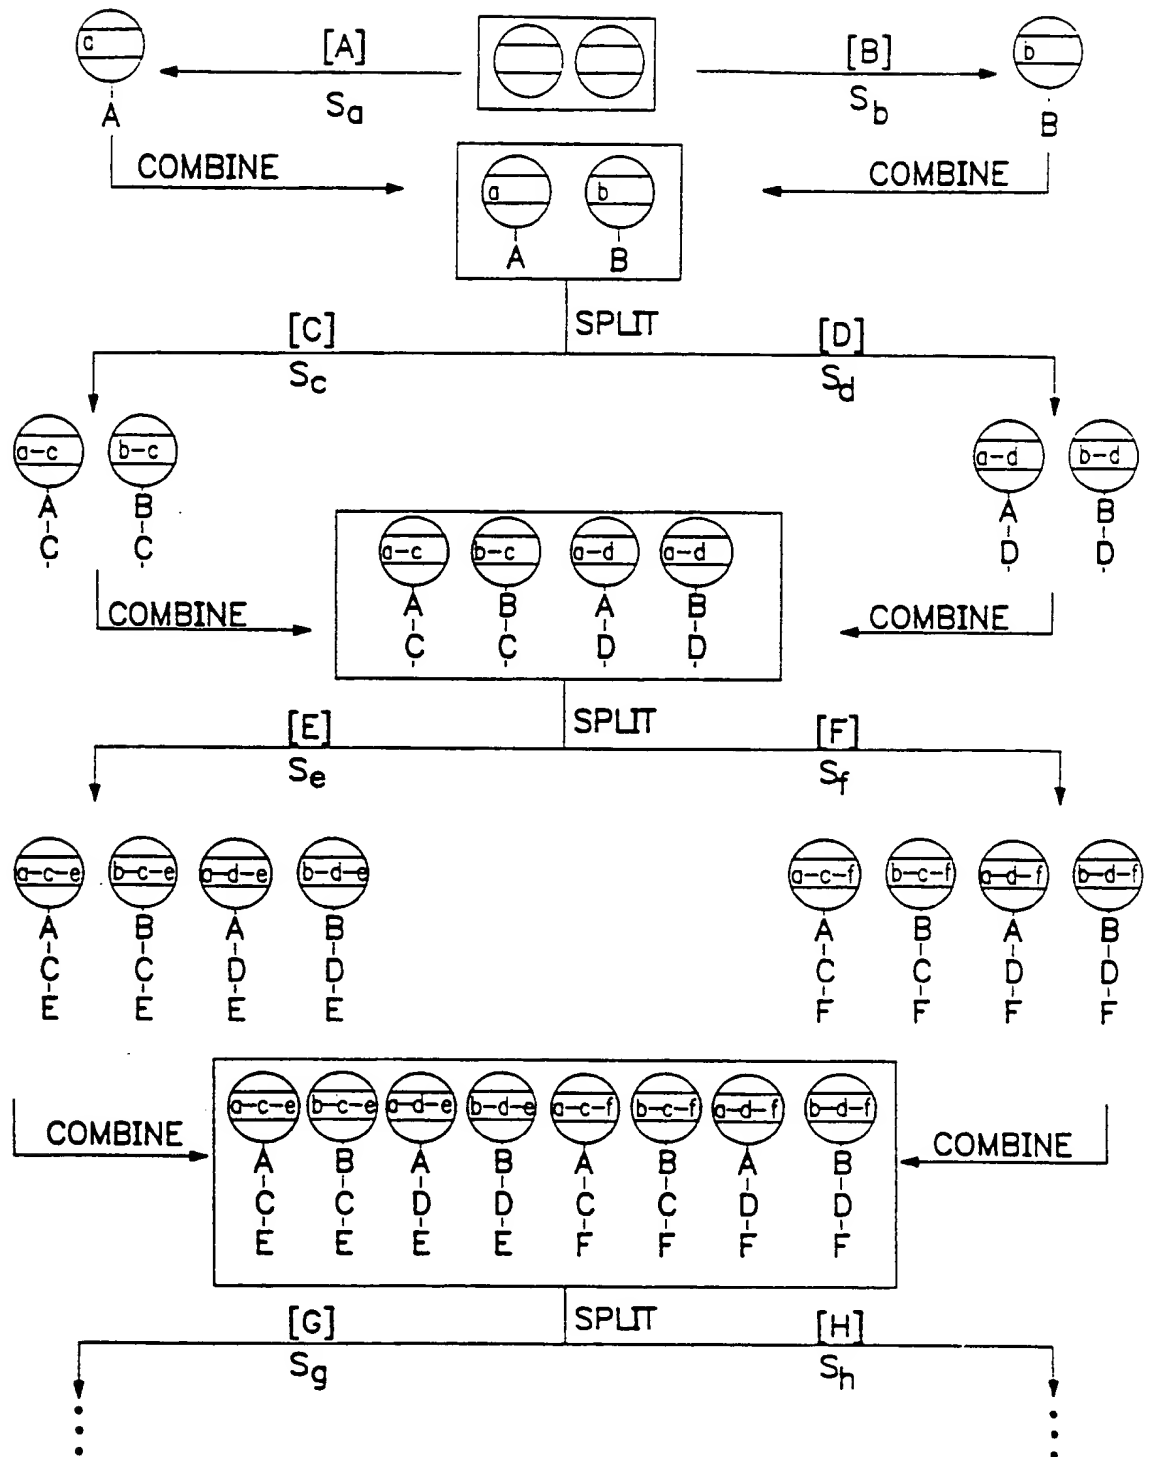 c [A] [B] b
Sa Sb
A B
COMBINE COMBINE
a b
A B
SPLIT
[C] [D]
Sc Sd
a-c b-c a-d b-d
A B A B
C C D D
a-c b-c a-d a-d
A B A B
C C D D
COMBINE COMBINE
SPLIT
[E] [F]
Se Sf
a-c-e b-c-e a-d-e b-d-e a-c-f b-c-f a-d-f b-d-f
A B A B A B A B
C C D D C C D D
E E E E F F F F
a-c-e b-c-e a-d-e b-d-e a-c-f b-c-f a-d-f b-d-f
COMBINE COMBINE
A B A B A B A B
C C D D C C D D
E E E E F F F F
SPLIT
[G] [H]
Sg Sh